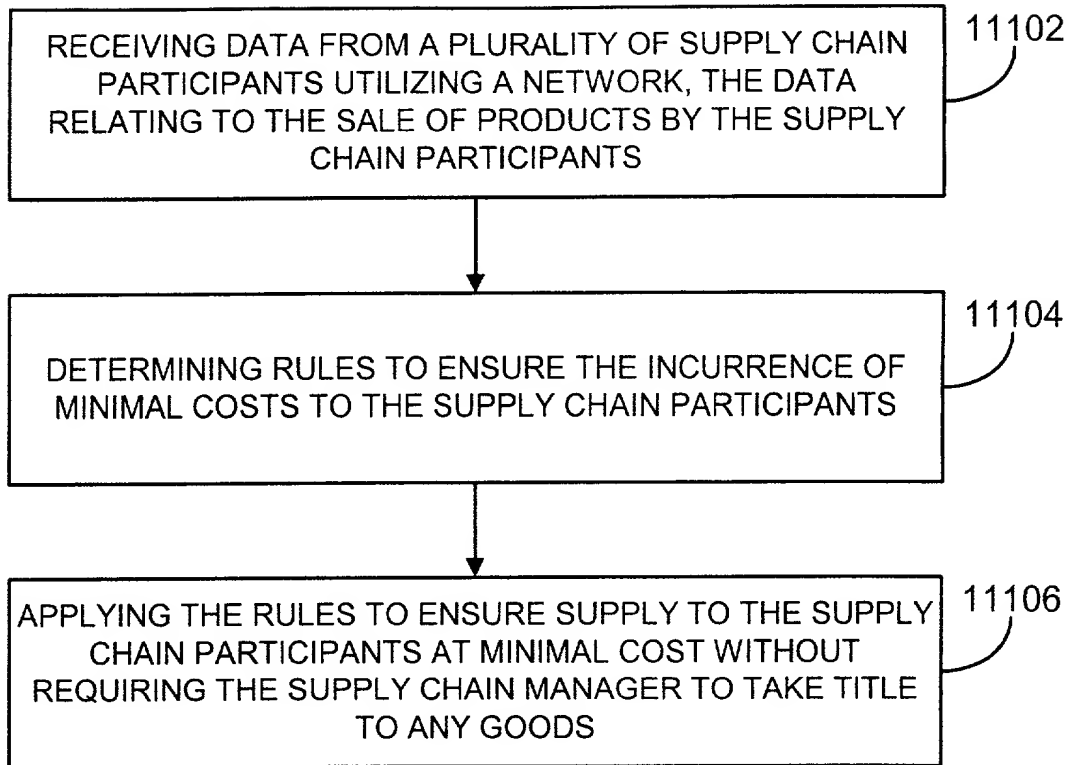 RECEIVING DATA FROM A PLURALITY OF SUPPLY CHAIN
PARTICIPANTS UTILIZING A NETWORK, THE DATA
RELATING TO THE SALE OF PRODUCTS BY THE SUPPLY
CHAIN PARTICIPANTS
11102
DETERMINING RULES TO ENSURE THE INCURRENCE OF
MINIMAL COSTS TO THE SUPPLY CHAIN PARTICIPANTS
11104
APPLYING THE RULES TO ENSURE SUPPLY TO THE SUPPLY
CHAIN PARTICIPANTS AT MINIMAL COST WITHOUT
REQUIRING THE SUPPLY CHAIN MANAGER TO TAKE TITLE
TO ANY GOODS
11106